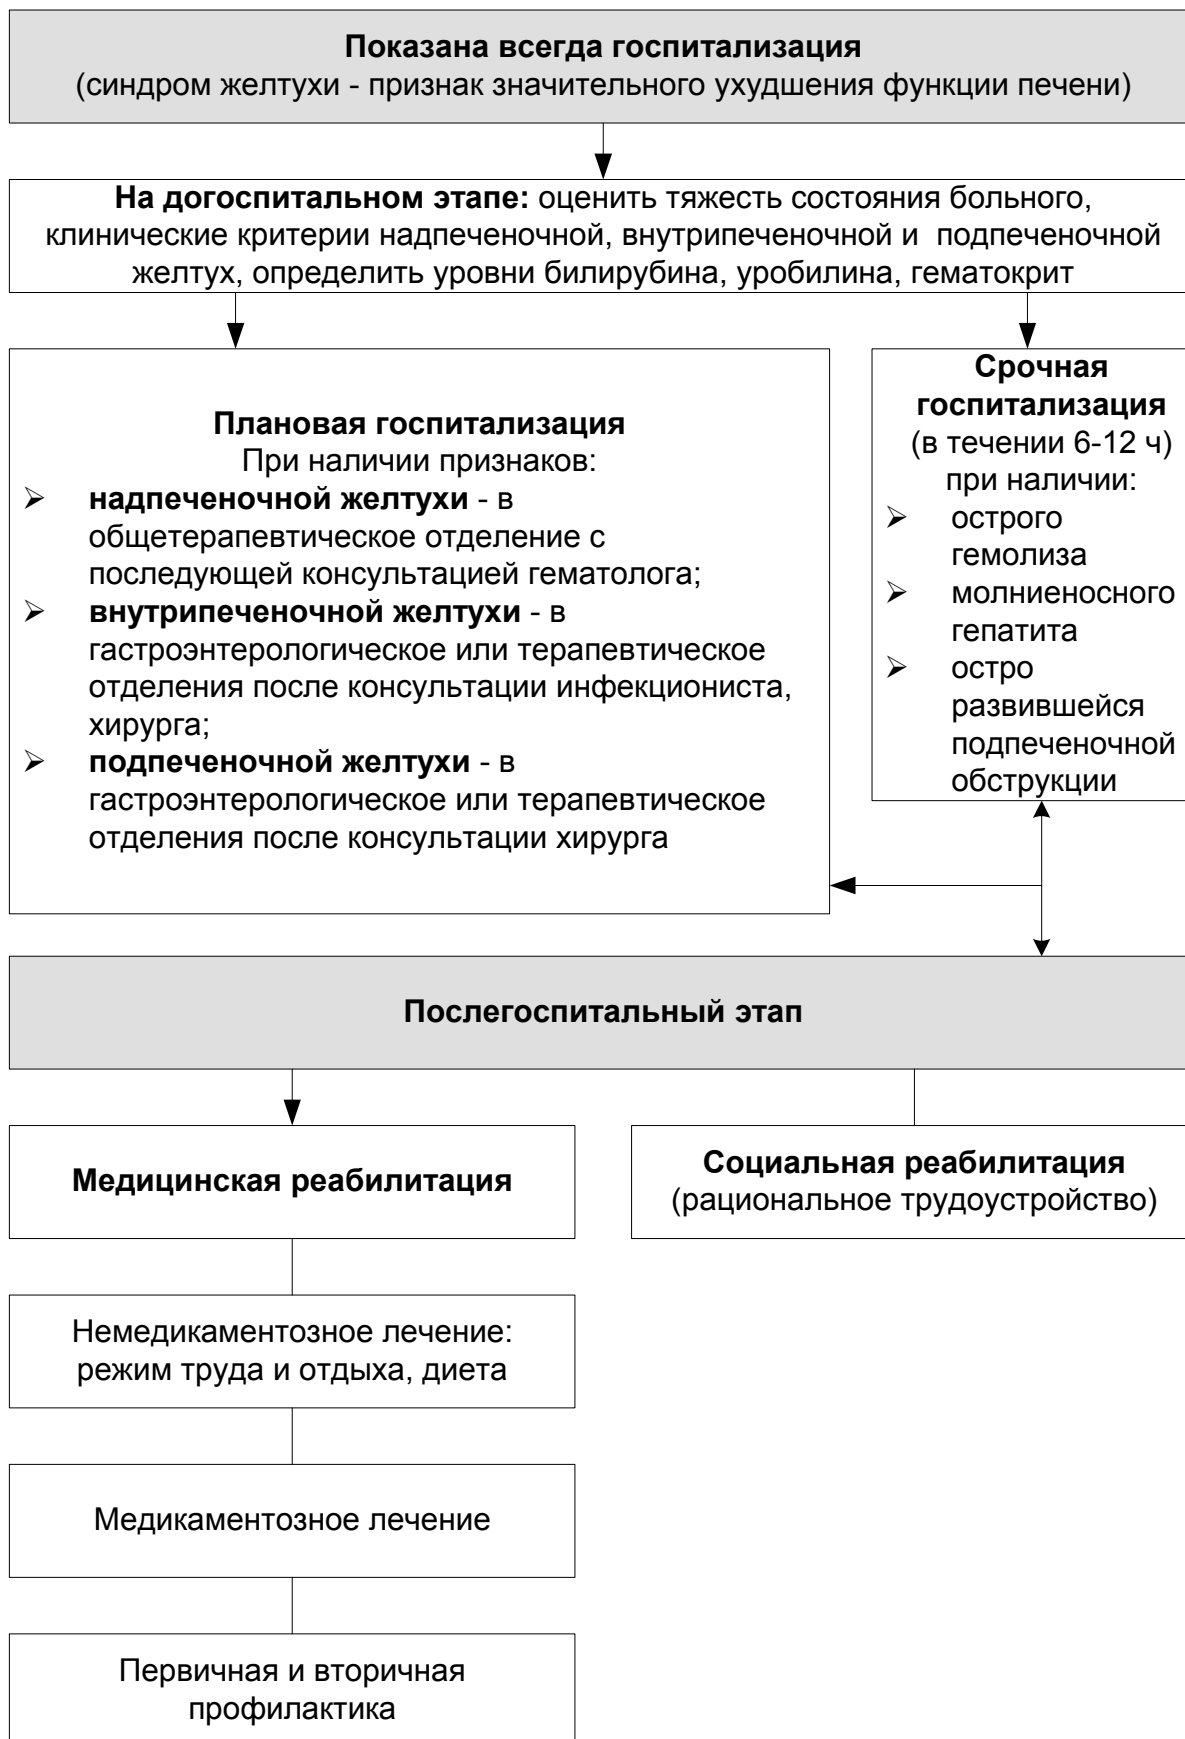 Показана всегда госпитализация
(синдром желтухи - признак значительного ухудшения функции печени)
На догоспитальном этапе: оценить тяжесть состояния больного,
клинические критерии надпеченочной, внутрипеченочной и подпеченочной
желтух, определить уровни билирубина, уробилина, гематокрит
Плановая госпитализация
При наличии признаков:
➢ надпеченочной желтухи - в
общетерапевтическое отделение с
последующей консультацией гематолога;
➢ внутрипеченочной желтухи - в
гастроэнтерологическое или терапевтическое
отделения после консультации инфекциониста,
хирурга;
➢ подпеченочной желтухи - в
гастроэнтерологическое или терапевтическое
отделения после консультации хирурга
Срочная
госпитализация
(в течении 6-12 ч)
при наличии:
➢ острого
гемолиза
➢ молниеносного
гепатита
➢ остро
развившейся
подпеченочной
обструкции
Послегоспитальный этап
Медицинская реабилитация
Социальная реабилитация
(рациональное трудоустройство)
Немедикаментозное лечение:
режим труда и отдыха, диета
Медикаментозное лечение
Первичная и вторичная
профилактика